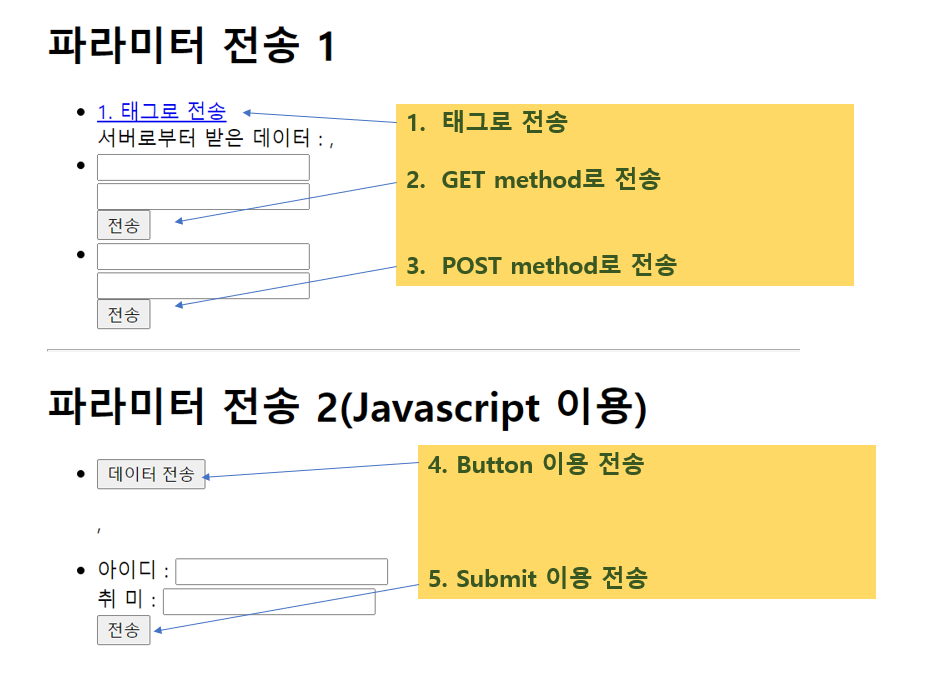 파라미터 전송 1
1. 태그로 전송
서버로부터 받은 데이터 : ,
전송
전송
1. 태그로 전송
2. GET method로 전송
3. POST method로 전송
파라미터 전송 2(Javascript 이용)
데이터 전송
,
아이디 :
취 미 :
전송
4. Button 이용 전송
5. Submit 이용 전송